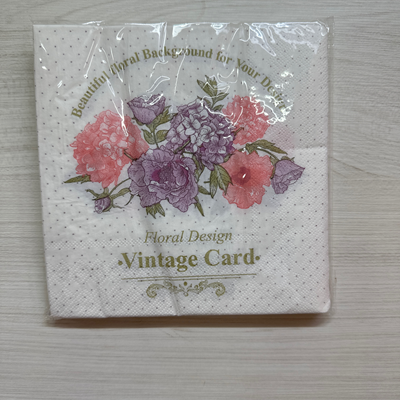 Beautiful Floral Background for Your Design
Floral Design
•Vintage Card•